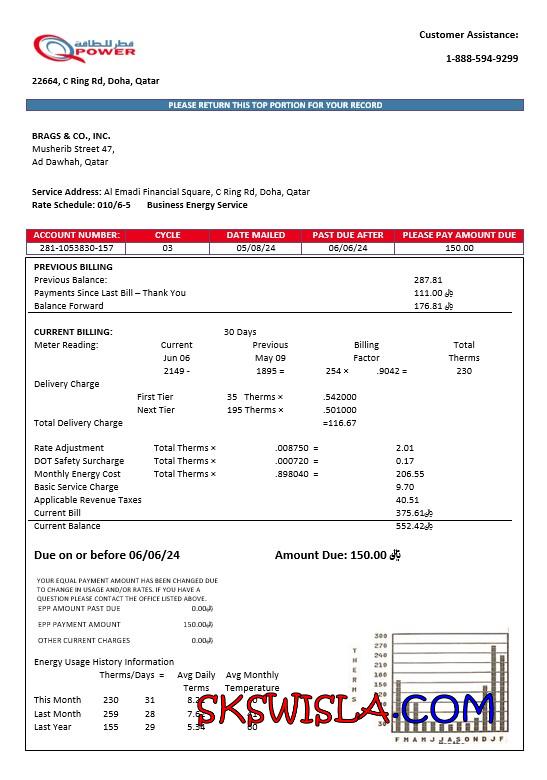 قطر للطاقة
POWER
Customer Assistance:
1-888-594-9299
22664, C Ring Rd, Doha, Qatar
PLEASE RETURN THIS TOP PORTION FOR YOUR RECORD
BRAGS & CO., INC.
Musherib Street 47,
Ad Dawhah, Qatar
Service Address: Al Emadi Financial Square, C Ring Rd, Doha, Qatar
Rate Schedule: 010/6-5 Business Energy Service
ACCOUNT NUMBER: CYCLE DATE MAILED PAST DUE AFTER PLEASE PAY AMOUNT DUE
281-1053830-157 03 05/08/24 06/06/24 150.00
PREVIOUS BILLING
Previous Balance: 287.81
Payments Since Last Bill – Thank You 111.00 ﷼
Balance Forward 176.81 ﷼
CURRENT BILLING: 30 Days
Meter Reading: Current Previous Billing Total
Jun 06 May 09 Factor Therms
2149 - 1895 = 254 × .9042 = 230
Delivery Charge
First Tier 35 Therms × .542000
Next Tier 195 Therms × .501000
Total Delivery Charge =116.67
Rate Adjustment Total Therms × .008750 = 2.01
DOT Safety Surcharge Total Therms × .000720 = 0.17
Monthly Energy Cost Total Therms × .898040 = 206.55
Basic Service Charge 9.70
Applicable Revenue Taxes 40.51
Current Bill 375.61﷼
Current Balance 552.42﷼
Due on or before 06/06/24 Amount Due: 150.00 ﷼
YOUR EQUAL PAYMENT AMOUNT HAS BEEN CHANGED DUE
TO CHANGE IN USAGE AND/OR RATES. IF YOU HAVE A
QUESTION PLEASE CONTACT THE OFFICE LISTED ABOVE.
EPP AMOUNT PAST DUE 0.00﷼
EPP PAYMENT AMOUNT 150.00﷼
OTHER CURRENT CHARGES 0.00﷼
Energy Usage History Information
Therms/Days = Avg Daily Avg Monthly
Terms Temperature
This Month 230 31
Last Month 259 28
Last Year 155 29 5.34
SKSWISLA.COM
THERMS
300
270
240
210
180
150
120
90
30
F M A M J J A S O N D J F